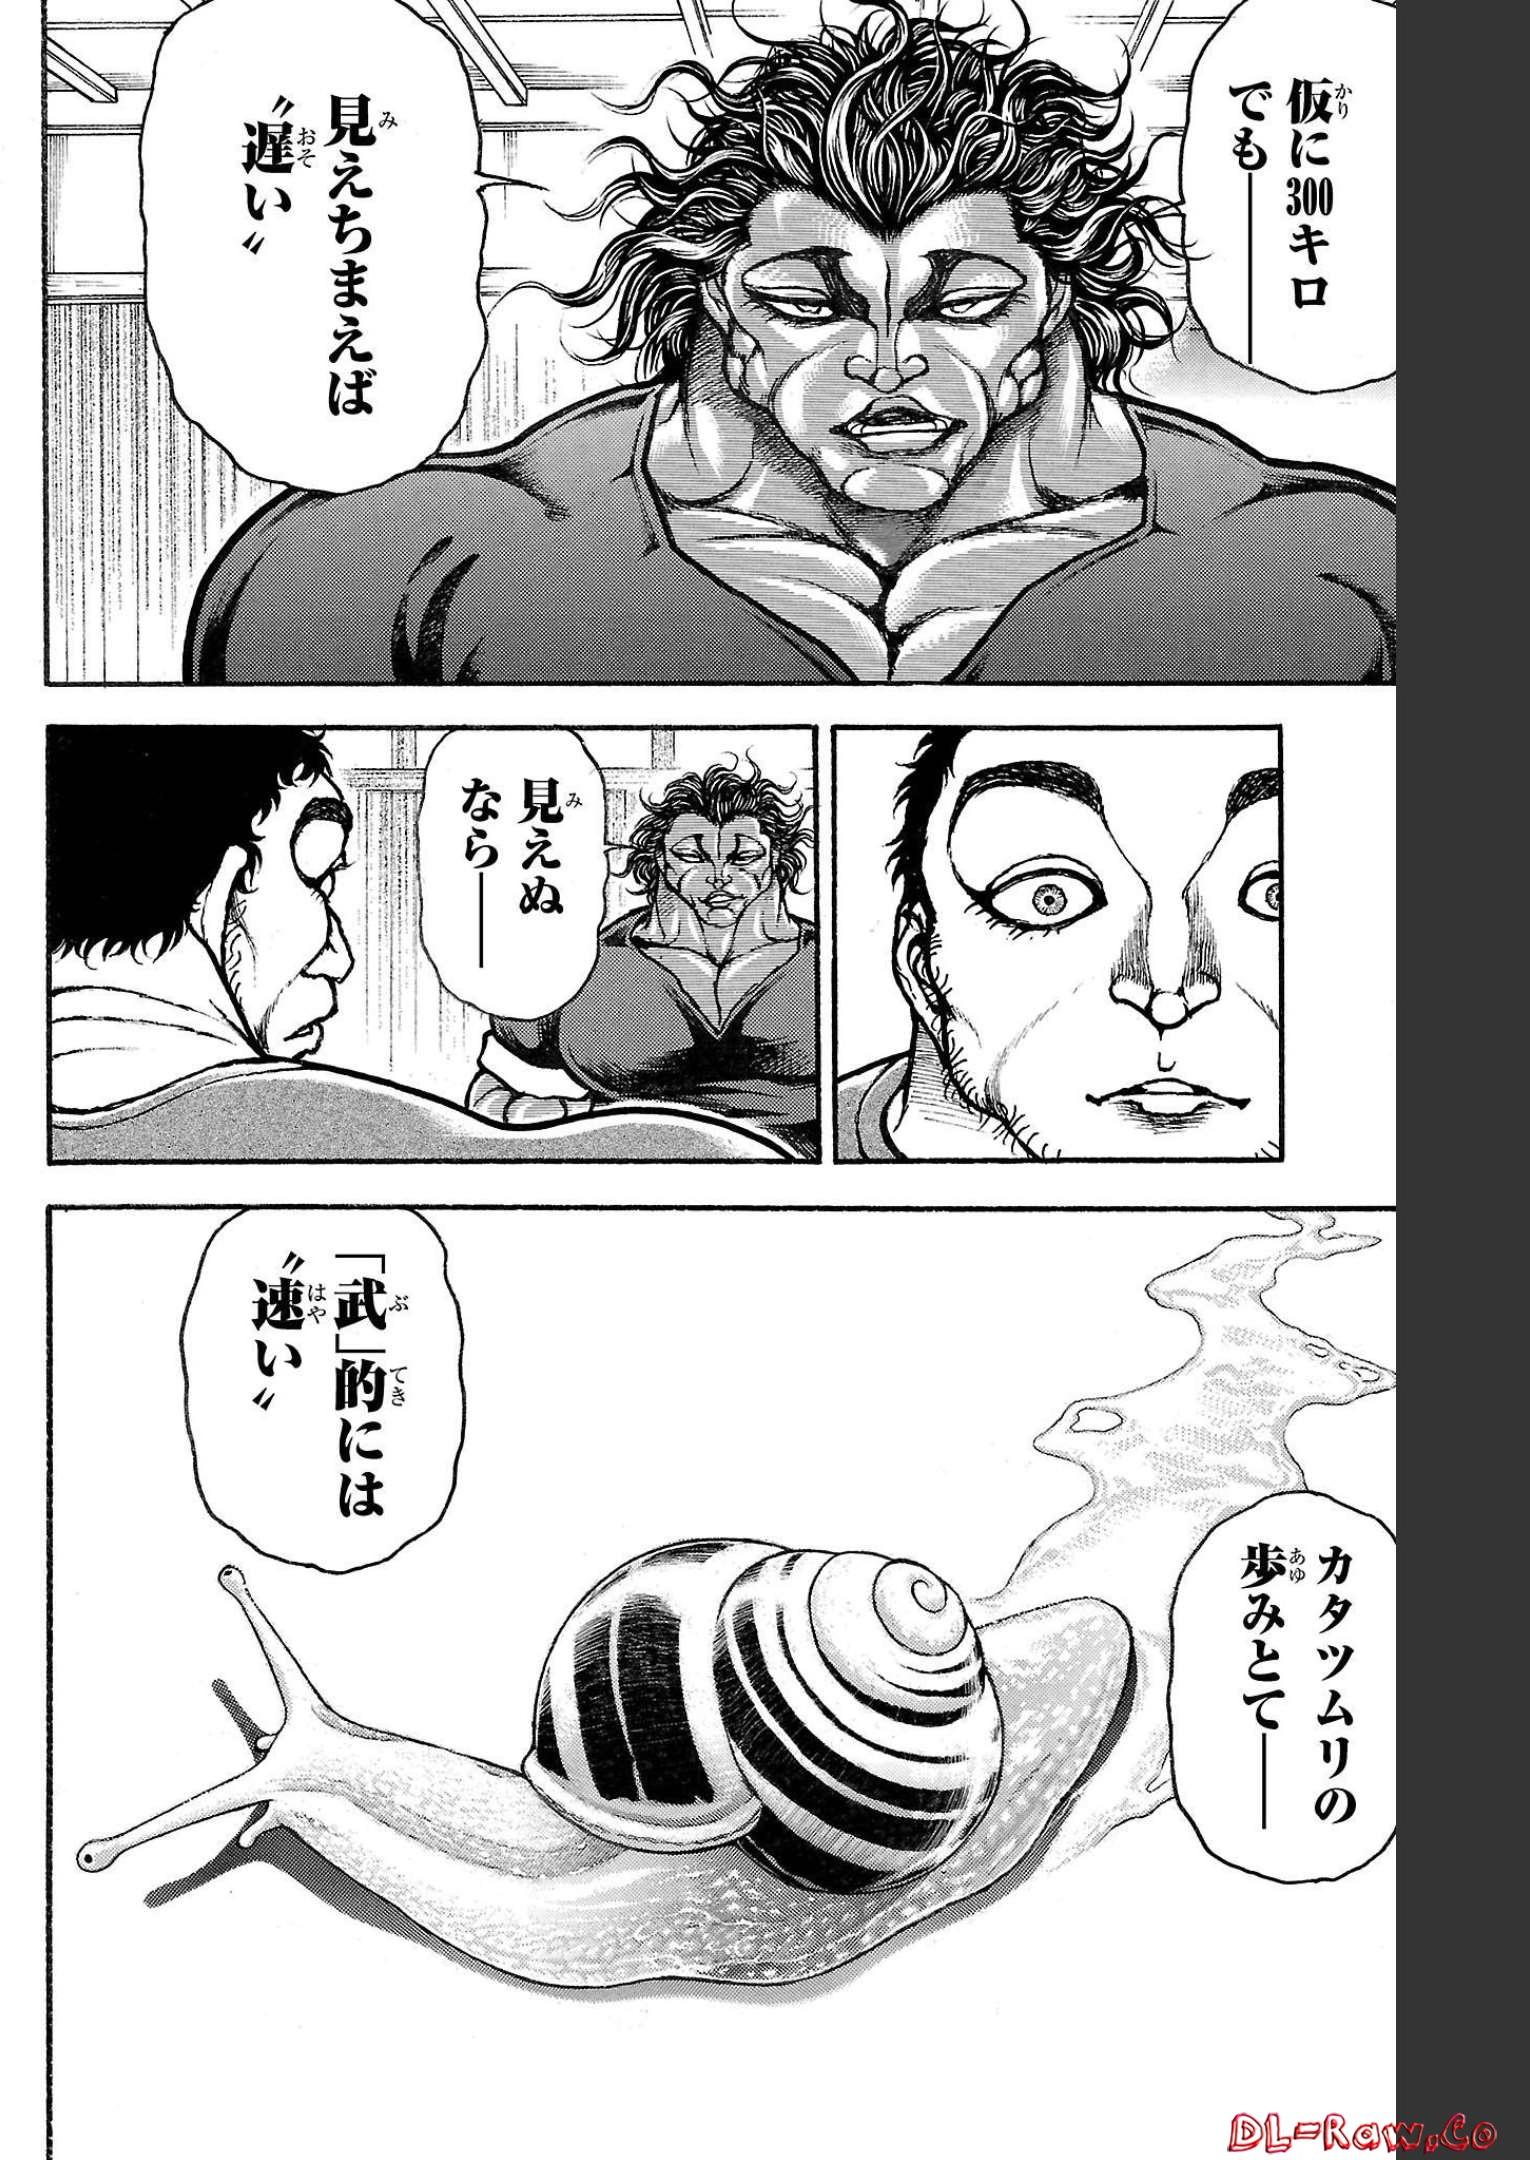 仮に300キロ
でも──
見えちまえば
〝遅い〟
見えぬ
なら──
カタツムリの
歩みとて──
「武」的には
〝速い〟
DL-Raw.Co